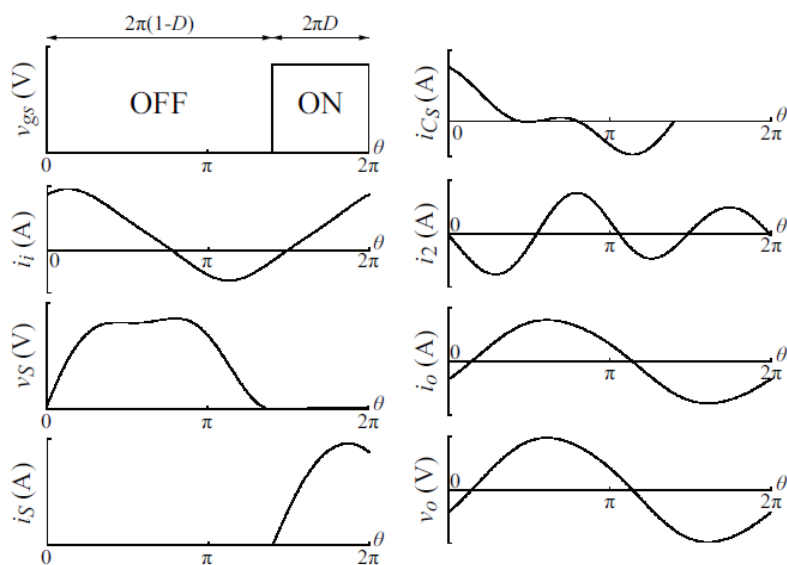 2π(1-D) 2πD
v_gs (V)
OFF ON
0 π 2π θ
i_i (A)
0 π 2π θ
v_S (V)
0 π 2π θ
i_S (A)
0 π 2π θ
i_CS (A)
0 π 2π θ
i_2 (A)
0 π 2π θ
i_o (A)
0 π 2π θ
v_o (V)
0 π 2π θ